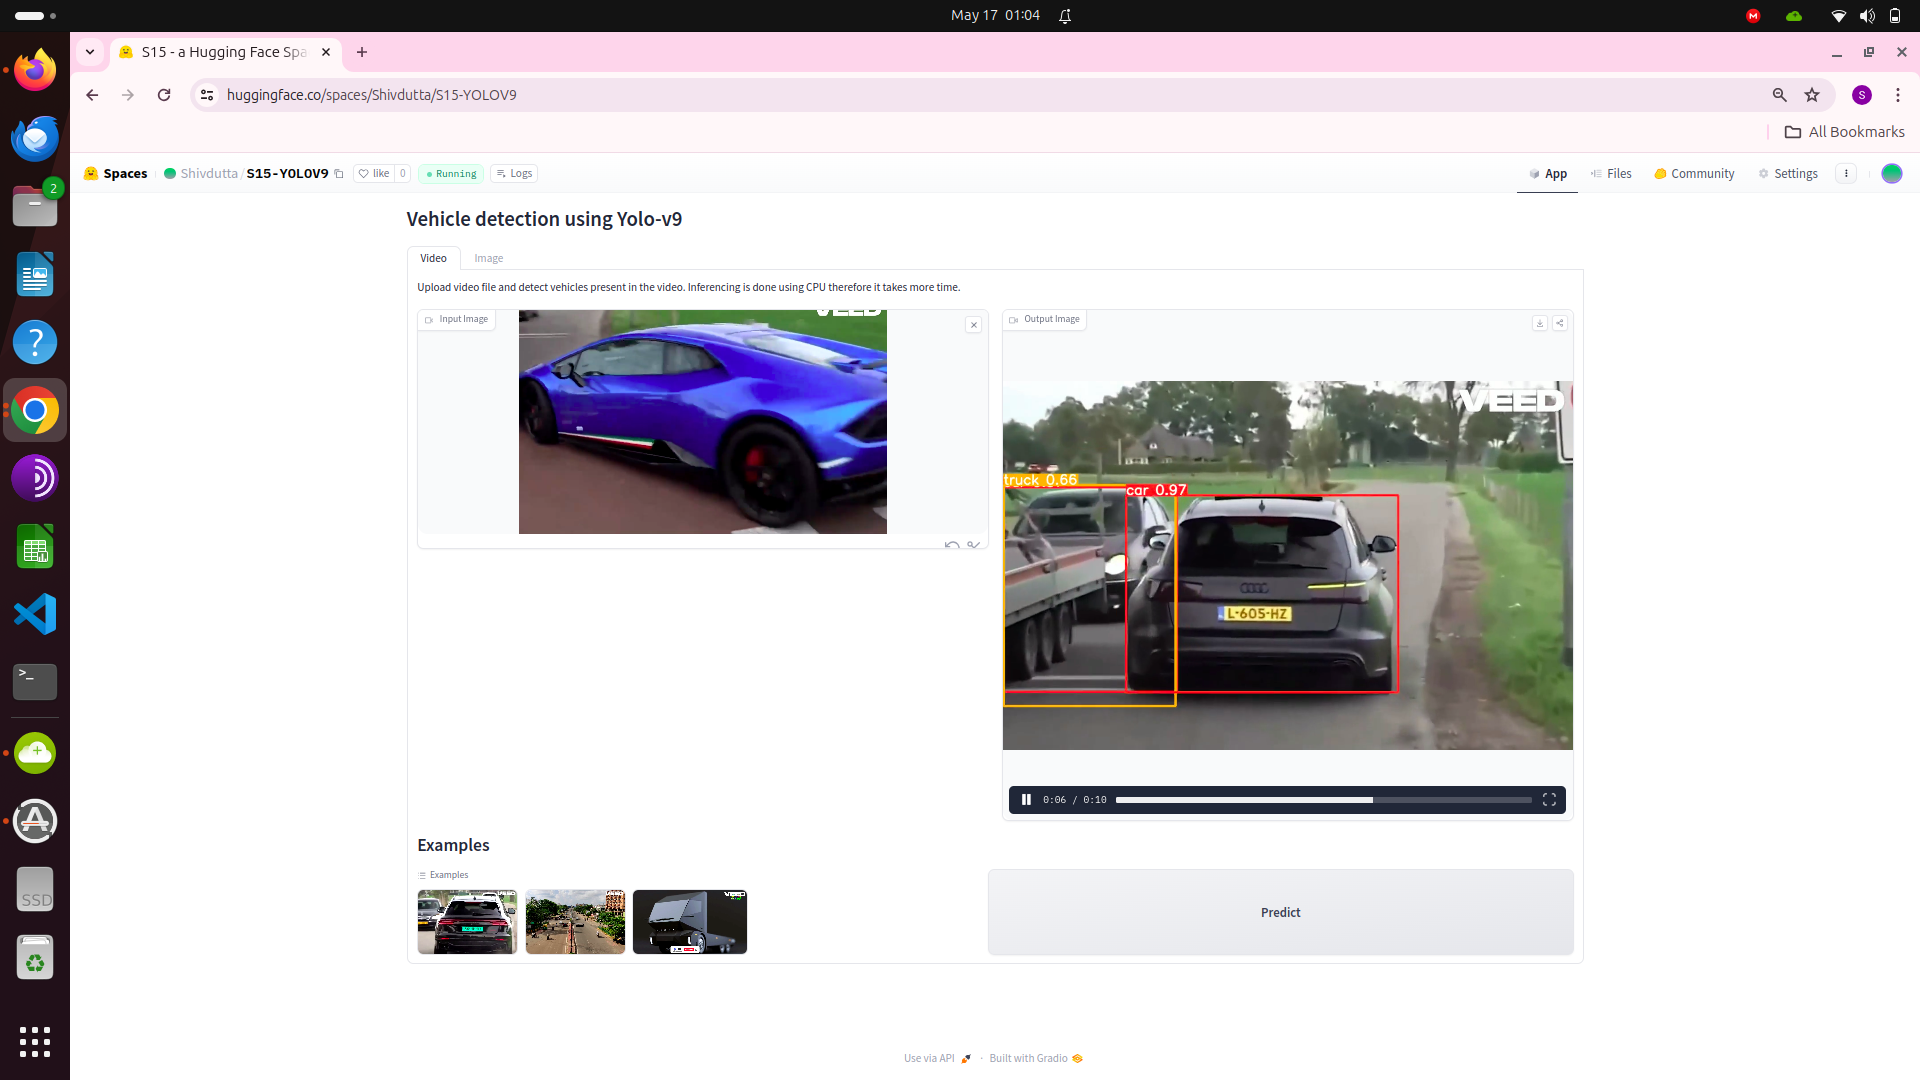 May 17 01:04
M
S15 - a Hugging Face Spa
huggingface.co/spaces/Shivdutta/S15-YOLOV9
S
All Bookmarks
2
Spaces Shivdutta/S15-YOLOV9 like 0 Running Logs
App Files Community Settings
Vehicle detection using Yolo-v9
Video Image
Upload video file and detect vehicles present in the video. Inferencing is done using CPU therefore it takes more time.
Input Image
VEED
Output Image
VEED
truck 0.66
car 0.97
L-605-HZ
0:06 / 0:10
Examples
Examples
VEED
Predict
SSD
Use via API · Built with Gradio